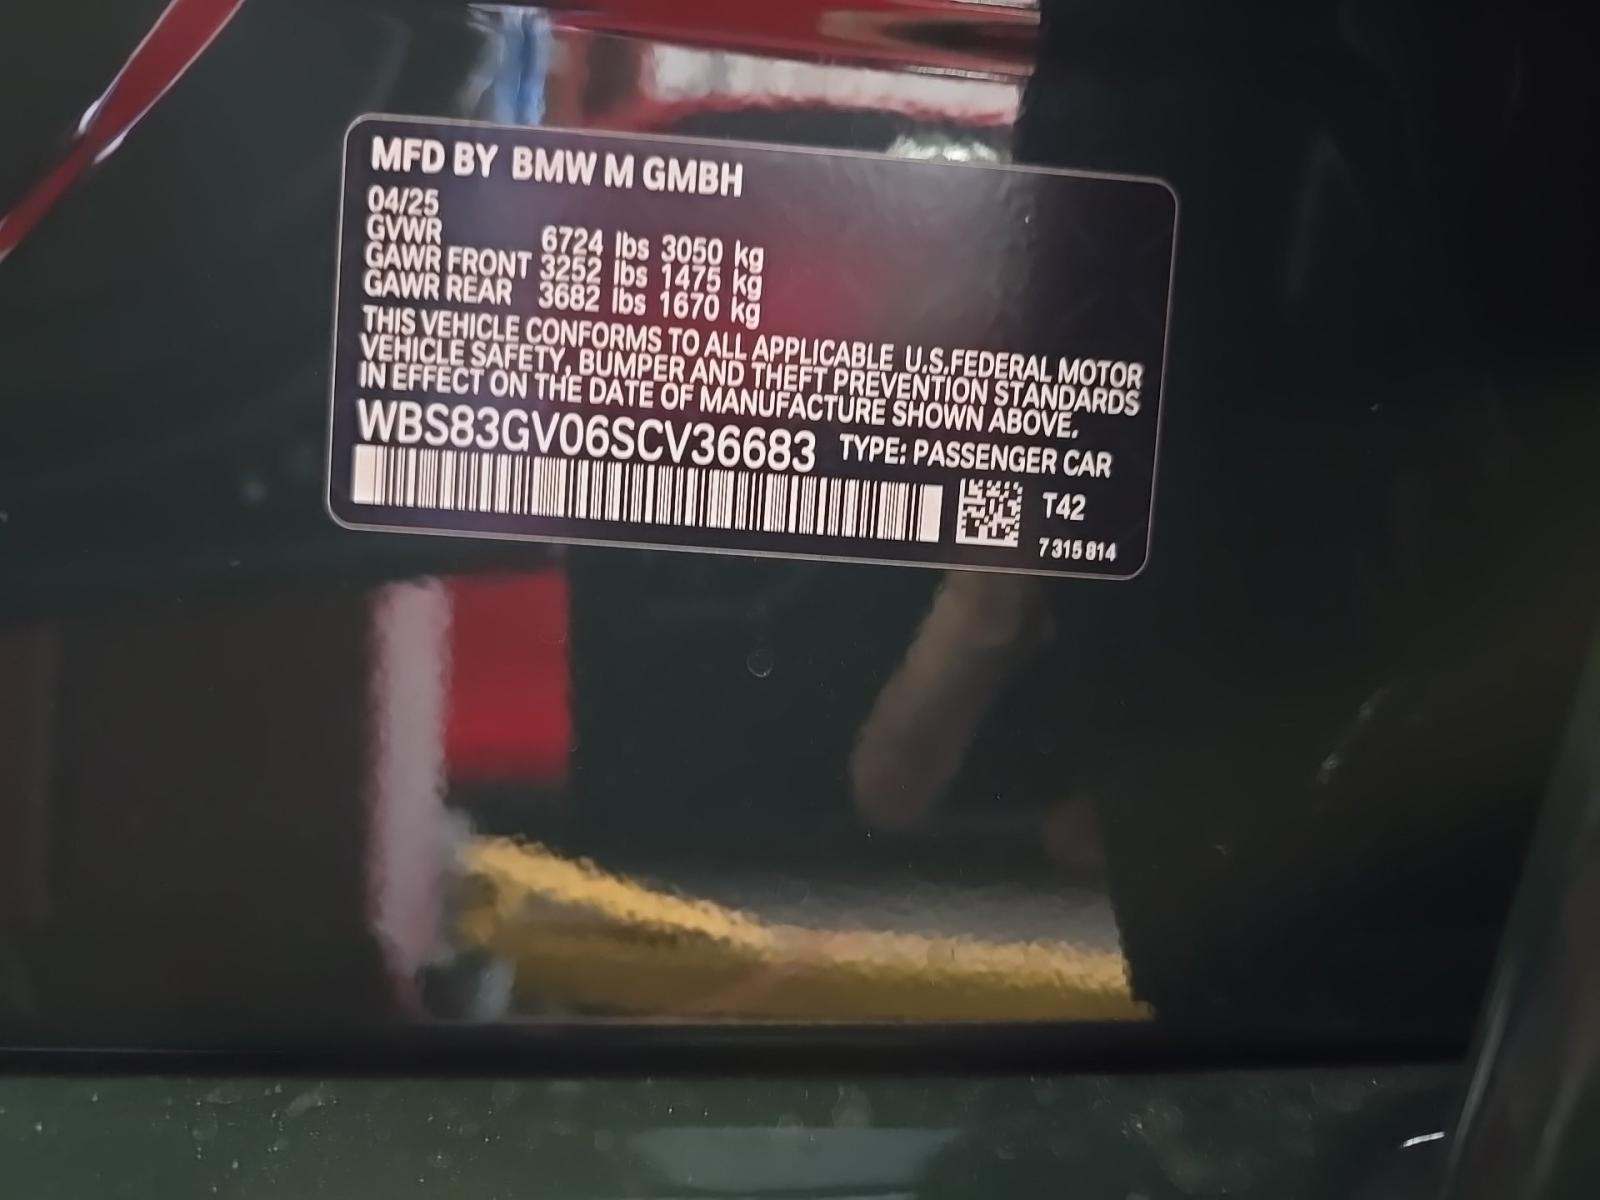 MFD BY BMW M GMBH
04/25
GVWR 6724 lbs 3050 kg
GAWR FRONT 3252 lbs 1475 kg
GAWR REAR 3682 lbs 1670 kg
THIS VEHICLE CONFORMS TO ALL APPLICABLE U.S.FEDERAL MOTOR
VEHICLE SAFETY, BUMPER AND THEFT PREVENTION STANDARDS
IN EFFECT ON THE DATE OF MANUFACTURE SHOWN ABOVE.
WBS83GV06SCV36683 TYPE: PASSENGER CAR
T42
7 315 814